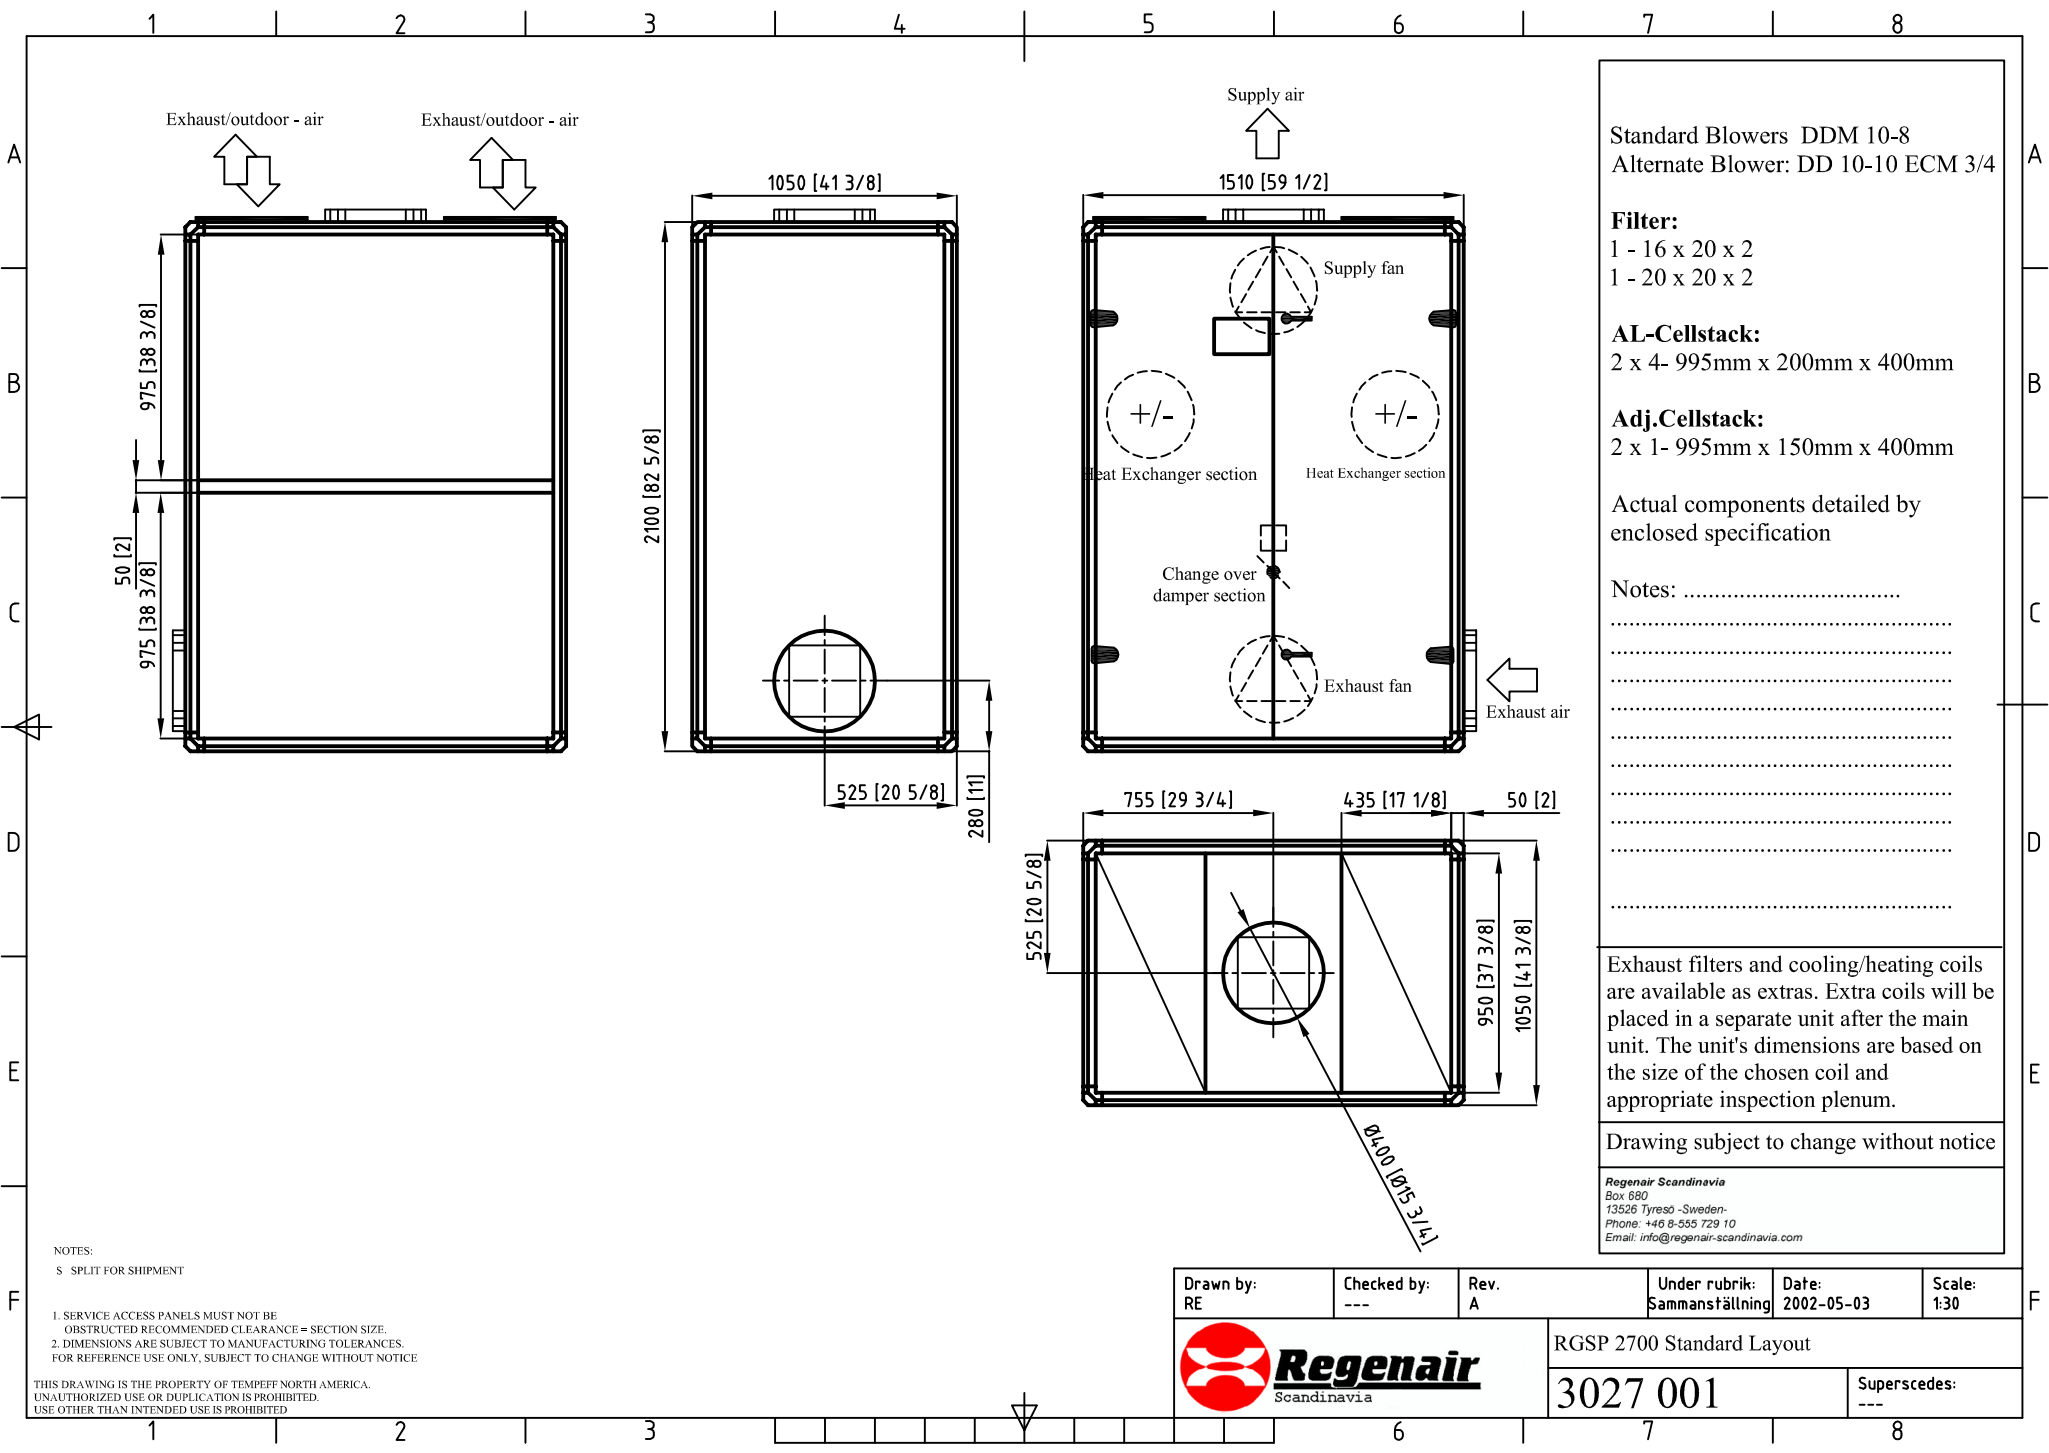 1 2 3 4 5 6 7 8
A
B
C
D
E
F
A
B
C
D
E
F
1 2 3 6 7 8
Exhaust/outdoor - air
Exhaust/outdoor - air
975 [38 3/8]
50 [2]
975 [38 3/8]
1050 [41 3/8]
2100 [82 5/8]
525 [20 5/8]
280 [11]
Supply air
1510 [59 1/2]
Supply fan
+/-
+/-
Heat Exchanger section
Heat Exchanger section
Change over
damper section
Exhaust fan
Exhaust air
755 [29 3/4]
435 [17 1/8]
50 [2]
525 [20 5/8]
950 [37 3/8]
1050 [41 3/8]
Ø400 [Ø15 3/4]
Standard Blowers DDM 10-8
Alternate Blower: DD 10-10 ECM 3/4
Filter:
1 - 16 x 20 x 2
1 - 20 x 20 x 2
AL-Cellstack:
2 x 4- 995mm x 200mm x 400mm
Adj.Cellstack:
2 x 1- 995mm x 150mm x 400mm
Actual components detailed by
enclosed specification
Notes: ...................................
Exhaust filters and cooling/heating coils
are available as extras. Extra coils will be
placed in a separate unit after the main
unit. The unit's dimensions are based on
the size of the chosen coil and
appropriate inspection plenum.
Drawing subject to change without notice
Regenair Scandinavia
Box 680
13526 Tyresö -Sweden-
Phone: +46 8-555 729 10
Email: info@regenair-scandinavia.com
NOTES:
S SPLIT FOR SHIPMENT
1. SERVICE ACCESS PANELS MUST NOT BE
OBSTRUCTED RECOMMENDED CLEARANCE = SECTION SIZE.
2. DIMENSIONS ARE SUBJECT TO MANUFACTURING TOLERANCES.
FOR REFERENCE USE ONLY, SUBJECT TO CHANGE WITHOUT NOTICE
THIS DRAWING IS THE PROPERTY OF TEMPEFF NORTH AMERICA.
UNAUTHORIZED USE OR DUPLICATION IS PROHIBITED.
USE OTHER THAN INTENDED USE IS PROHIBITED
Drawn by:
RE
Checked by:
---
Rev.
A
Under rubrik:
Sammanställning
Date:
2002-05-03
Scale:
1:30
Regenair
Scandinavia
RGSP 2700 Standard Layout
3027 001
Superscedes:
---